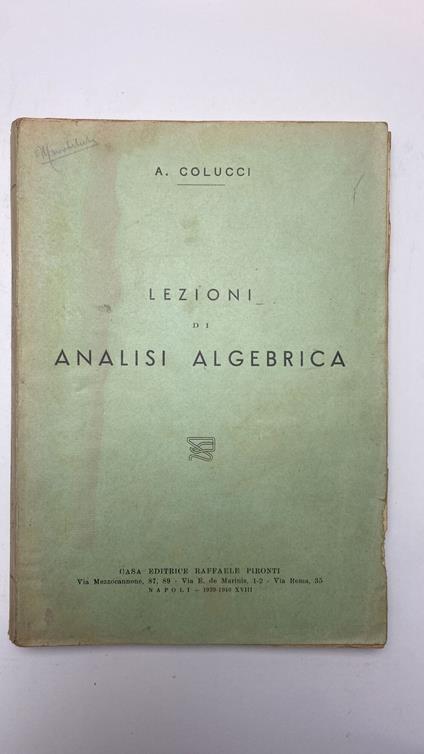 A. COLUCCI
LEZIONI
DI
ANALISI ALGEBRICA
CASA EDITRICE RAFFAELE PIRONTI
Via Mezzocannone, 87, 89 - Via E. de Marinis, 1-2 - Via Roma, 35
NAPOLI - 1939-1940 XVIII